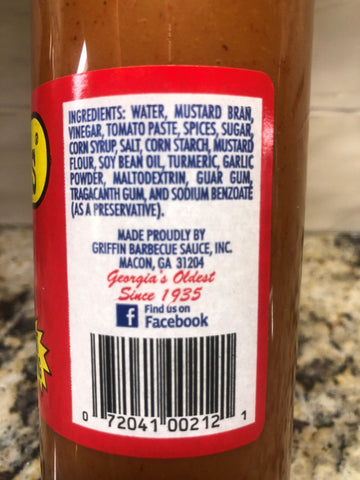 INGREDIENTS: WATER, MUSTARD BRAN,
VINEGAR, TOMATO PASTE, SPICES, SUGAR,
CORN SYRUP, SALT, CORN STARCH, MUSTARD
FLOUR, SOY BEAN OIL, TURMERIC, GARLIC
POWDER, MALTODEXTRIN, GUAR GUM,
TRAGACANTH GUM, AND SODIUM BENZOATE
(AS A PRESERVATIVE).
MADE PROUDLY BY
GRIFFIN BARBECUE SAUCE, INC.
MACON, GA 31204
Georgia's Oldest
Since 1935
f Find us on
Facebook
0 72041 00212 1